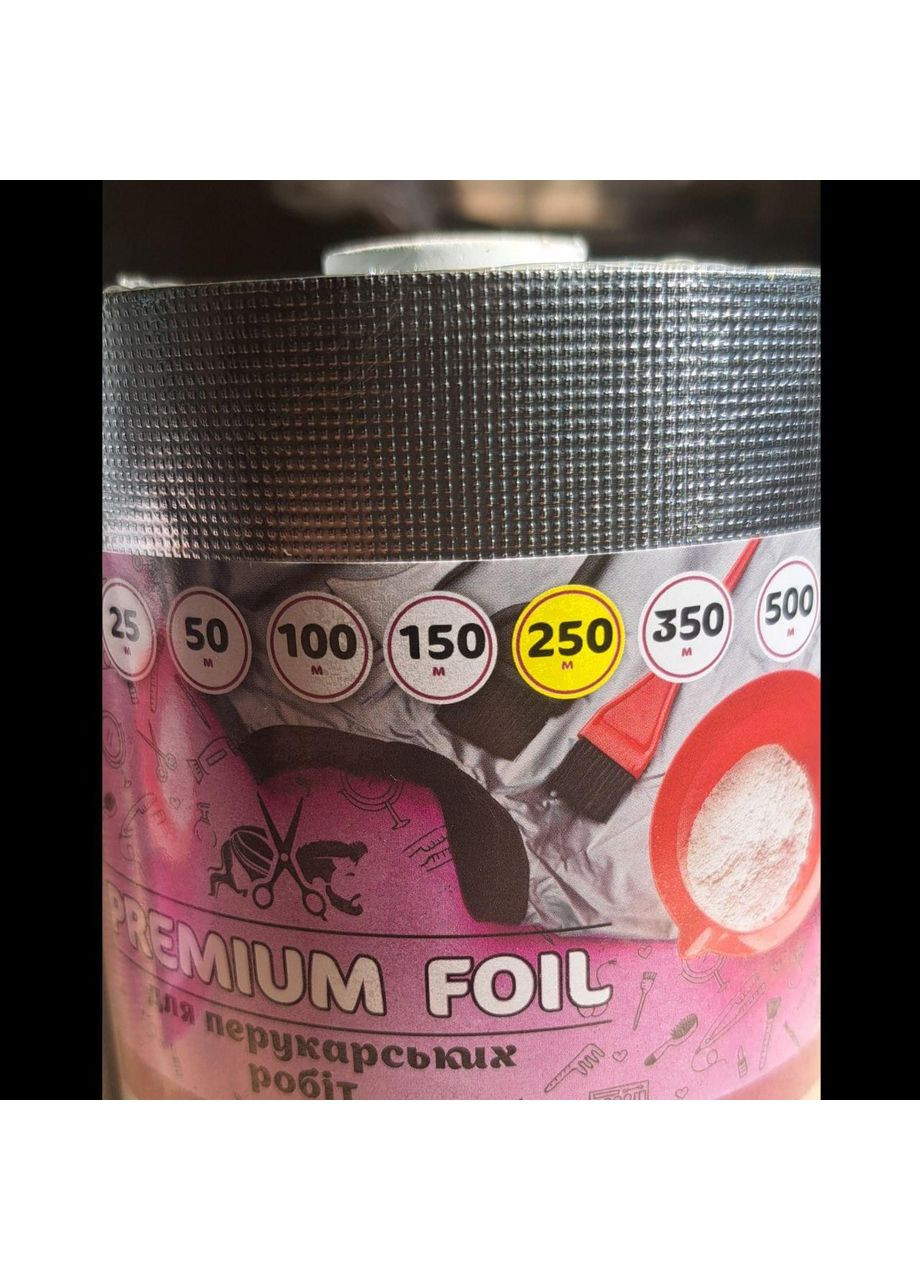 25 50 100 150 250 350 500
м м м м м м м
PREMIUM FOIL
для перукарських
робіт